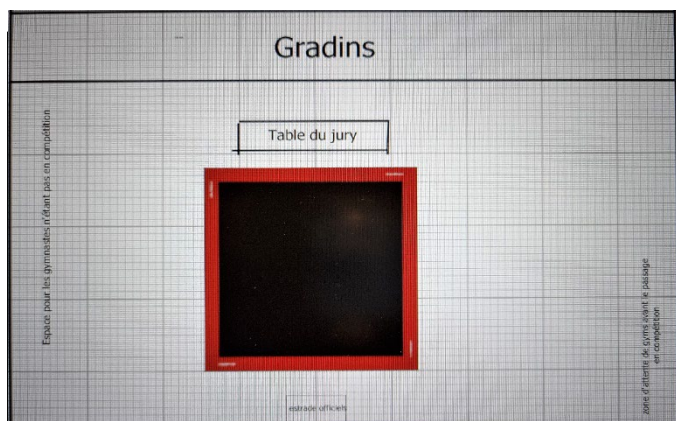 Gradins
Table du jury
Espace pour les gymnastes n'étant pas en compétition
zone d'attente de gyms avant le passage
en compétition
estrade officiels